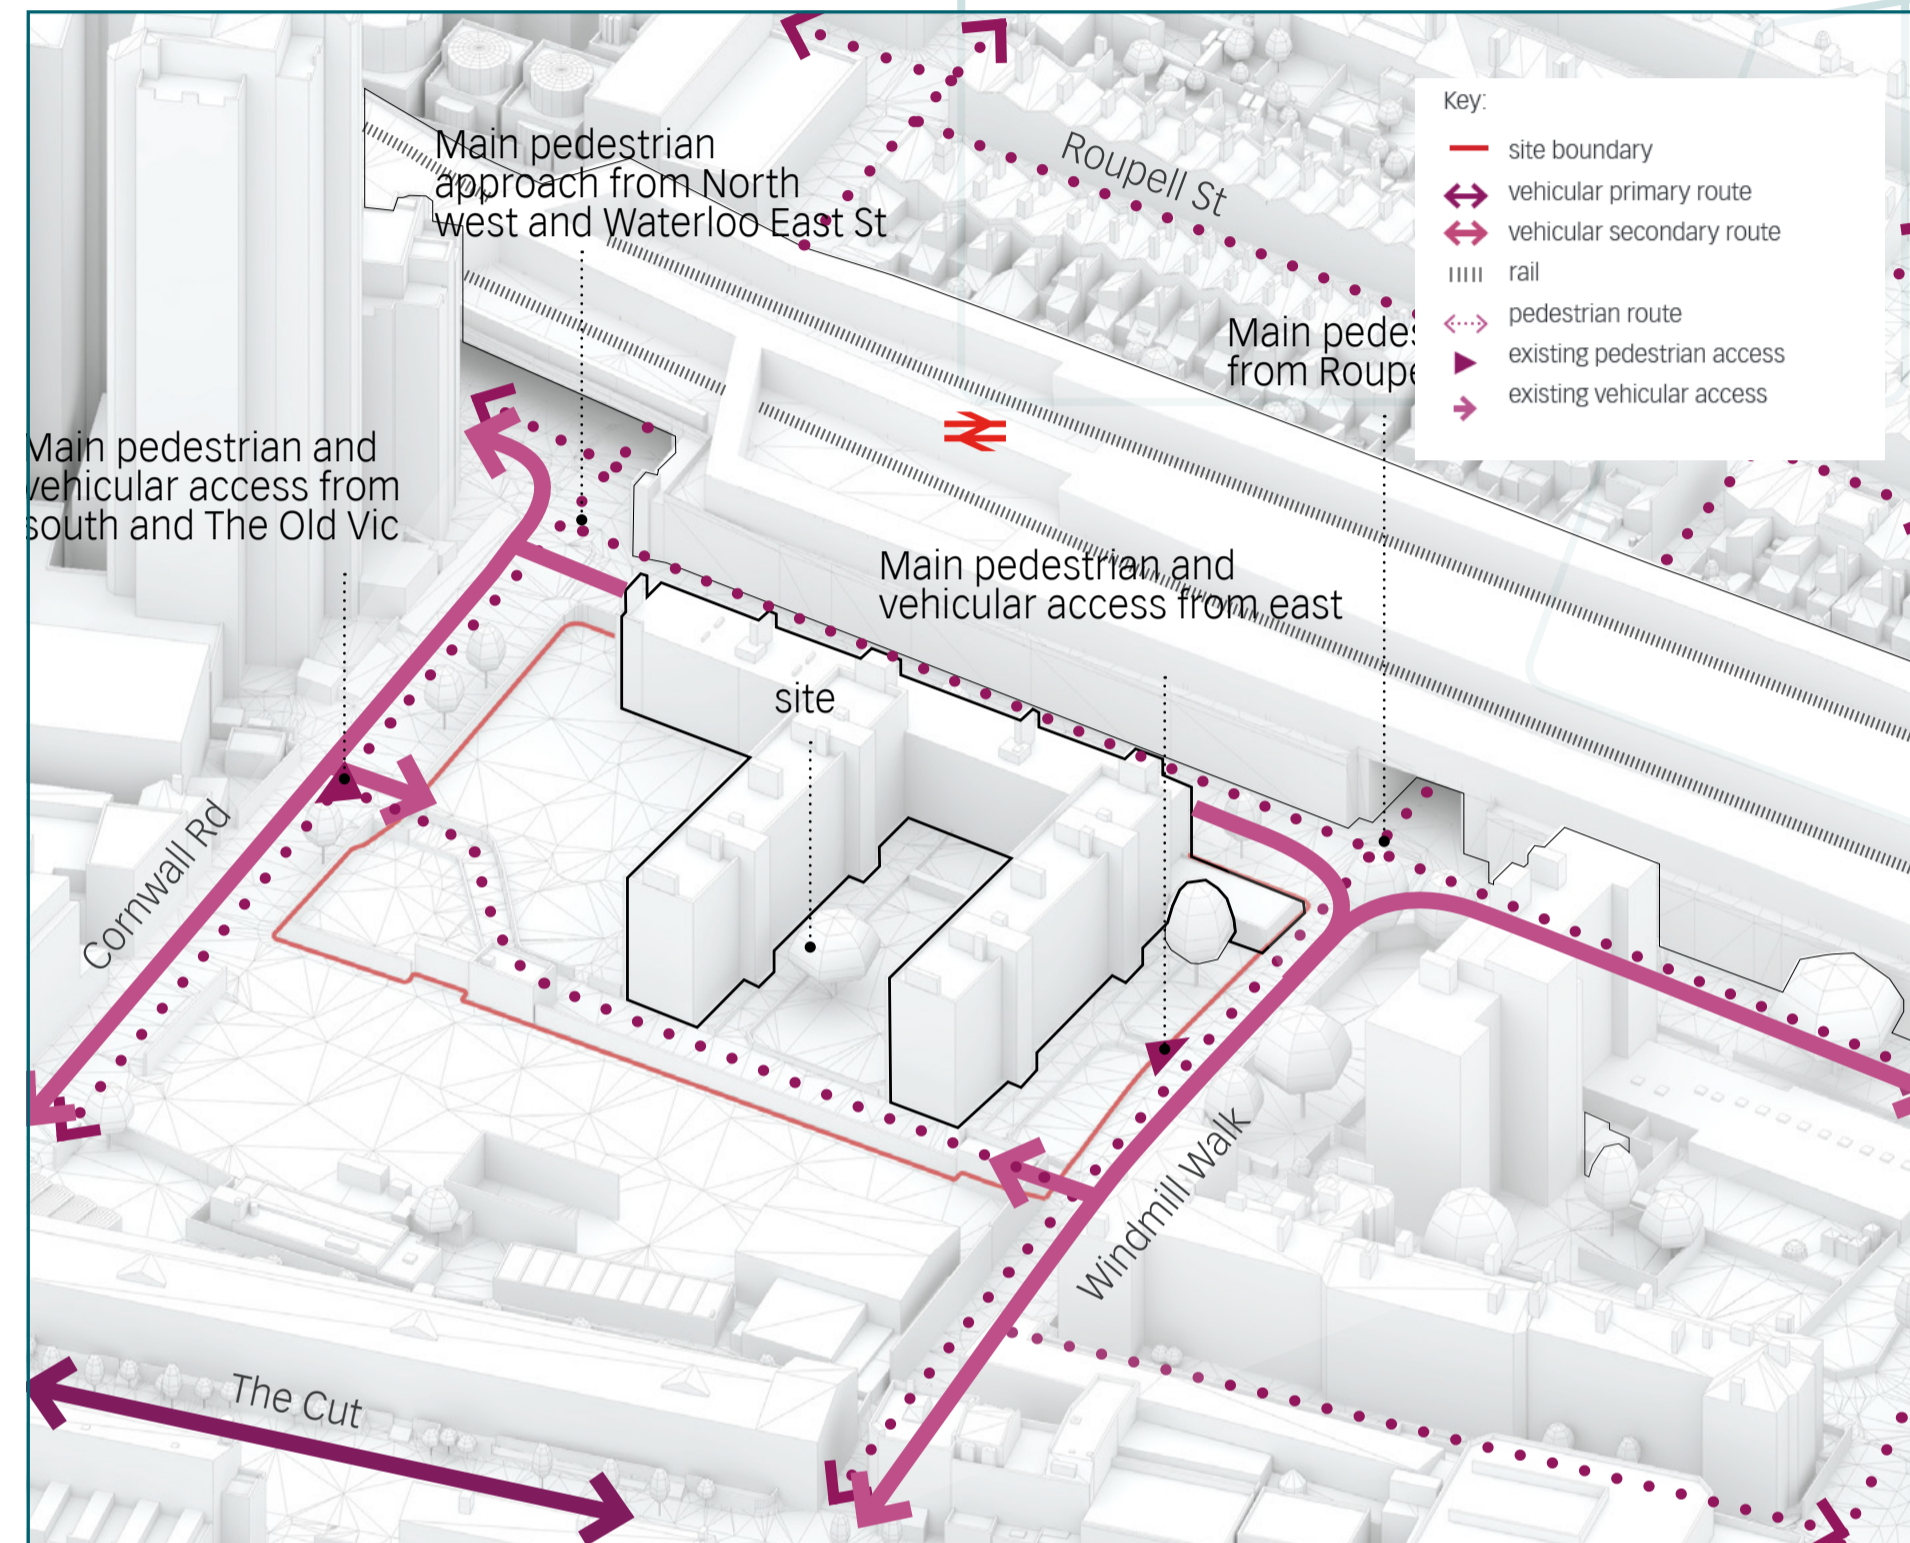 Main pedestrian
approach from North
west and Waterloo East St
Roupell St
Key:
site boundary
vehicular primary route
vehicular secondary route
rail
pedestrian route
existing pedestrian access
existing vehicular access
Main
from
Main pedestrian and
vehicular access from
south and The Old Vic
Main pedestrian and
vehicular access from east
site
Cornwall Rd
Windmill Walk
The Cut